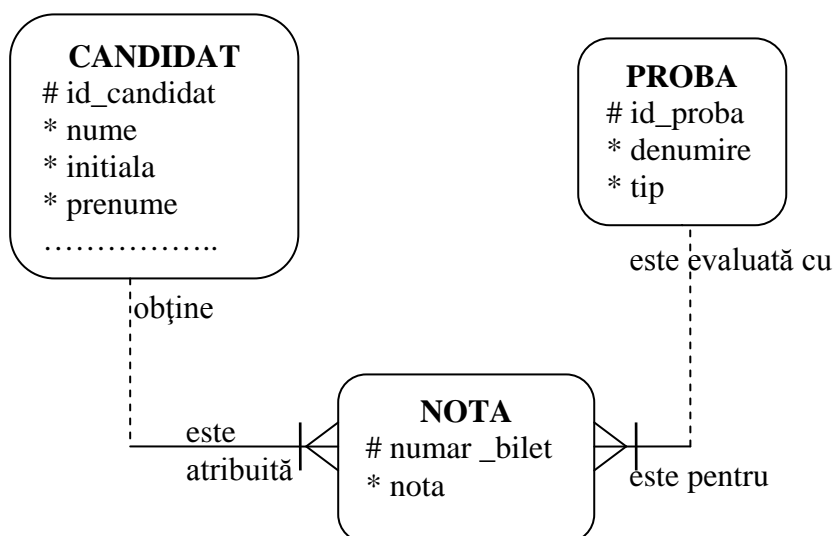 CANDIDAT
# id_candidat
* nume
* initiala
* prenume
……………..
PROBA
# id_proba
* denumire
* tip
este evaluată cu
obţine
NOTA
# numar _bilet
* nota
este
atribuită
este pentru